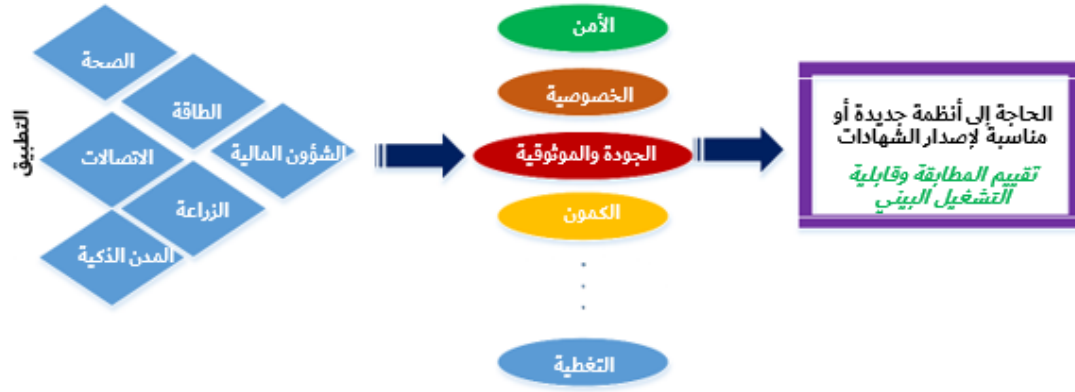 التطبيق
الصحة
الطاقة
الاتصالات
الشؤون المالية
الزراعة
المدن الذكية
الأمن
الخصوصية
الجودة والموثوقية
الكمون
التغطية
الحاجة إلى أنظمة جديدة أو
مناسبة لإصدار الشهادات
تقييم المطابقة وقابلية
التشغيل البيني